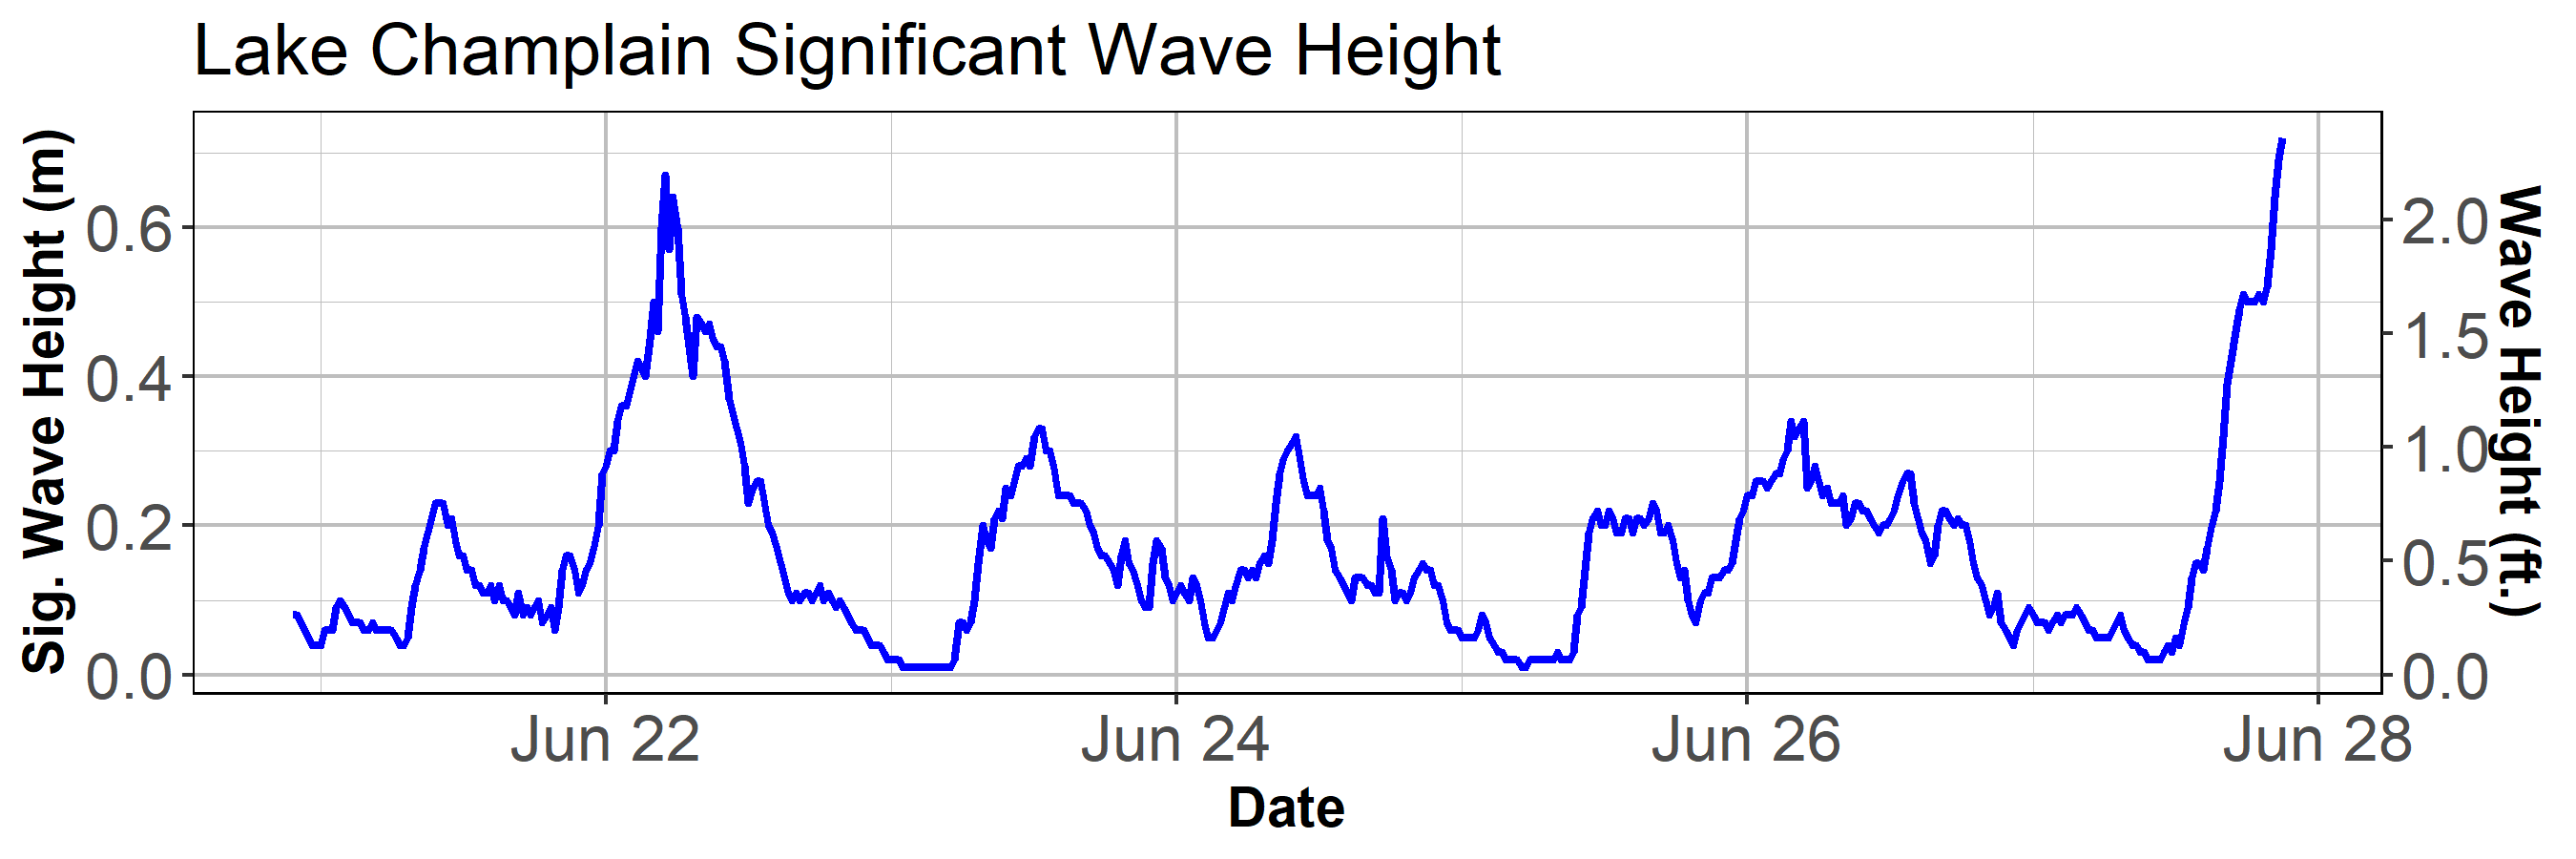 Lake Champlain Significant Wave Height
Sig. Wave Height (m)
0.6
0.4
0.2
0.0
2.0
1.5
1.0
0.5
0.0
Wave Height (ft.)
Jun 22
Jun 24
Jun 26
Jun 28
Date